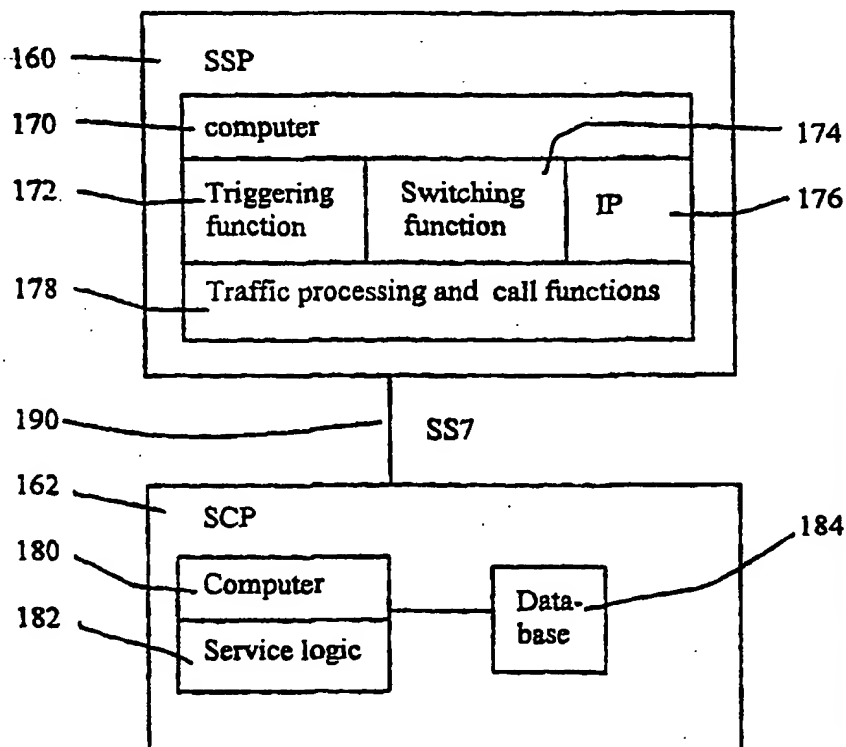 160
SSP
170
computer
174
172
Triggering
function
Switching
function
IP
176
178
Traffic processing and call functions
190
SS7
162
SCP
184
180
Computer
Data-
base
182
Service logic